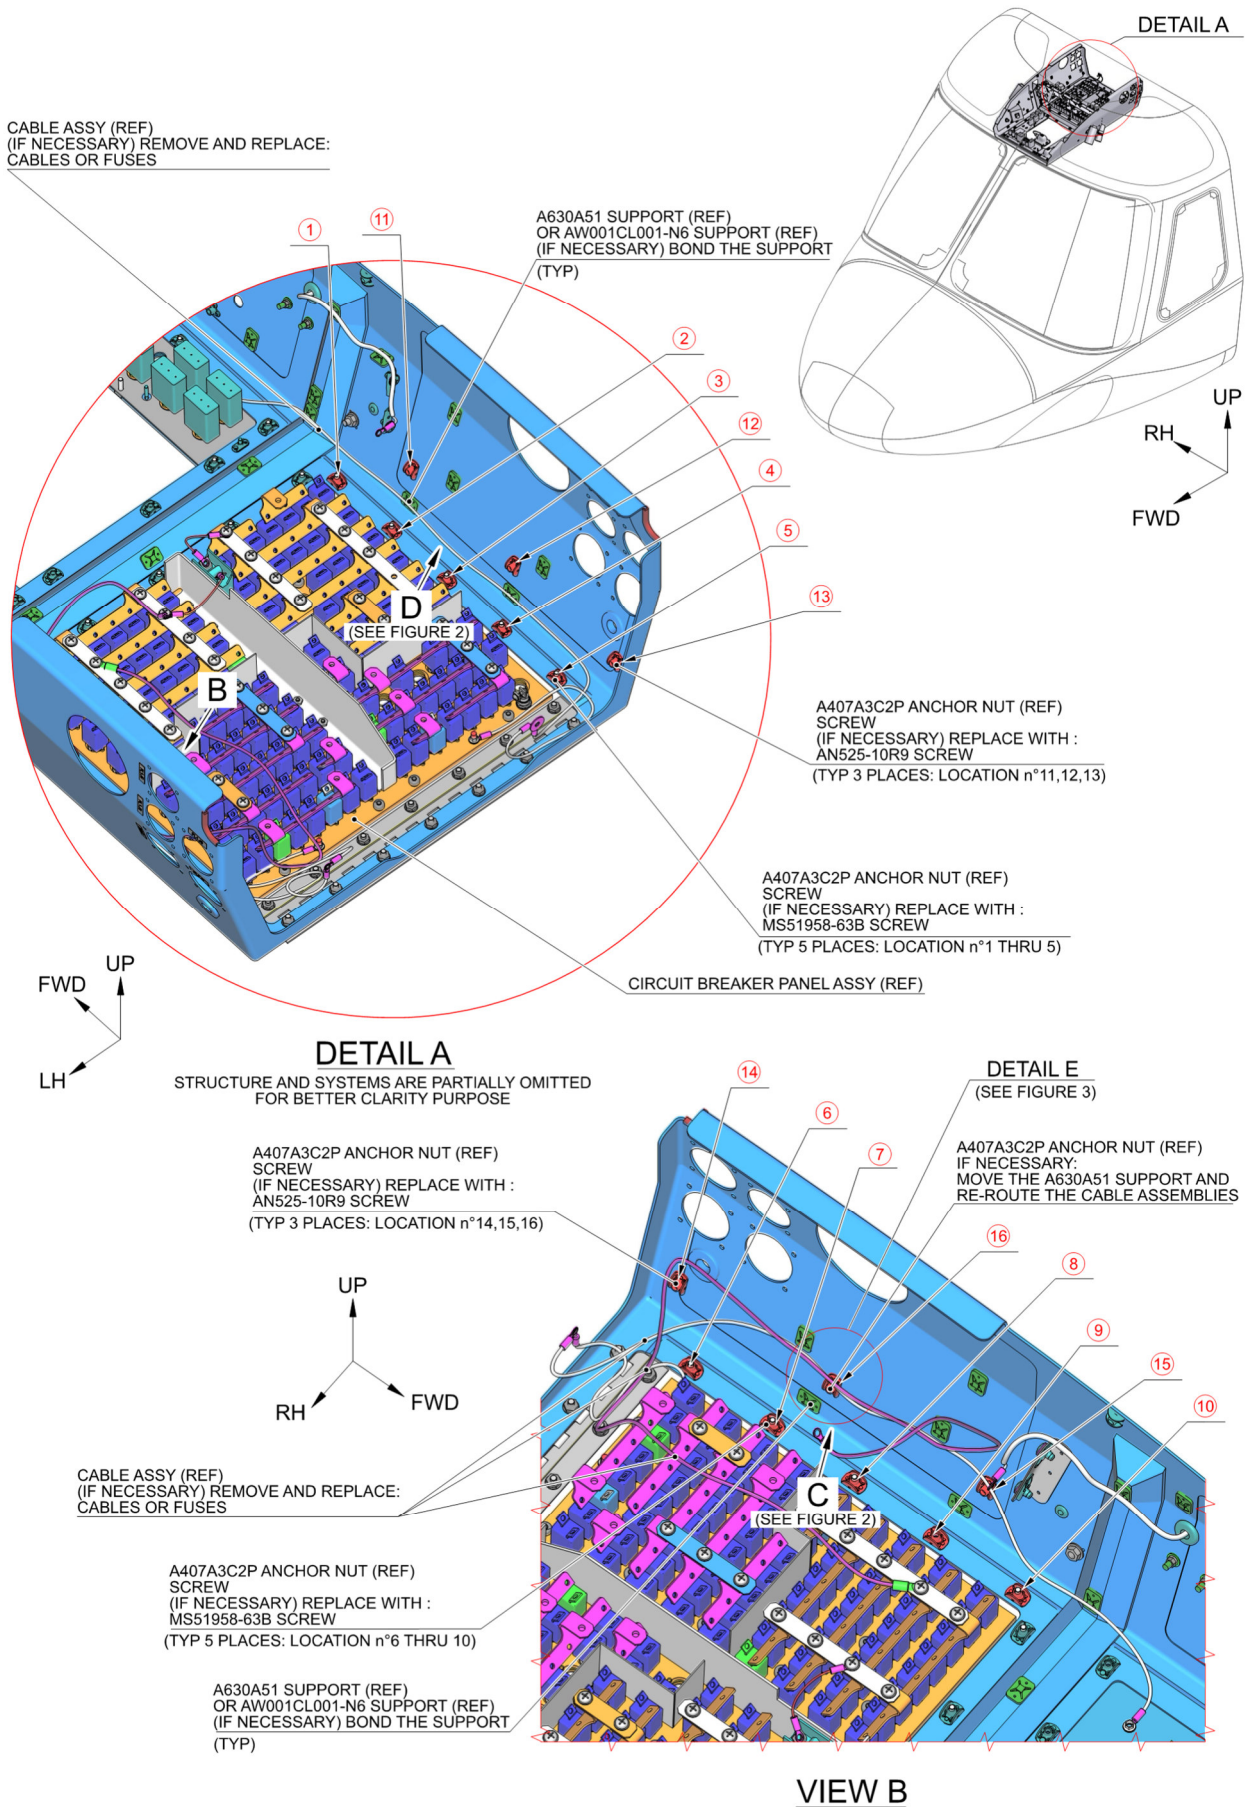 DETAIL A
CABLE ASSY (REF)
(IF NECESSARY) REMOVE AND REPLACE:
CABLES OR FUSES
A630A51 SUPPORT (REF)
OR AW001CL001-N6 SUPPORT (REF)
(IF NECESSARY) BOND THE SUPPORT
(TYP)
1
11
2
3
12
4
5
13
UP
RH
FWD
D
(SEE FIGURE 2)
B
A407A3C2P ANCHOR NUT (REF)
SCREW
(IF NECESSARY) REPLACE WITH :
AN525-10R9 SCREW
(TYP 3 PLACES: LOCATION n°11,12,13)
A407A3C2P ANCHOR NUT (REF)
SCREW
(IF NECESSARY) REPLACE WITH :
MS51958-63B SCREW
(TYP 5 PLACES: LOCATION n°1 THRU 5)
CIRCUIT BREAKER PANEL ASSY (REF)
UP
FWD
LH
DETAIL A
STRUCTURE AND SYSTEMS ARE PARTIALLY OMITTED
FOR BETTER CLARITY PURPOSE
DETAIL E
(SEE FIGURE 3)
14
6
7
A407A3C2P ANCHOR NUT (REF)
SCREW
(IF NECESSARY) REPLACE WITH :
AN525-10R9 SCREW
(TYP 3 PLACES: LOCATION n°14,15,16)
A407A3C2P ANCHOR NUT (REF)
IF NECESSARY:
MOVE THE A630A51 SUPPORT AND
RE-ROUTE THE CABLE ASSEMBLIES
16
8
9
15
10
UP
RH
FWD
C
(SEE FIGURE 2)
CABLE ASSY (REF)
(IF NECESSARY) REMOVE AND REPLACE:
CABLES OR FUSES
A407A3C2P ANCHOR NUT (REF)
SCREW
(IF NECESSARY) REPLACE WITH :
MS51958-63B SCREW
(TYP 5 PLACES: LOCATION n°6 THRU 10)
A630A51 SUPPORT (REF)
OR AW001CL001-N6 SUPPORT (REF)
(IF NECESSARY) BOND THE SUPPORT
(TYP)
VIEW B